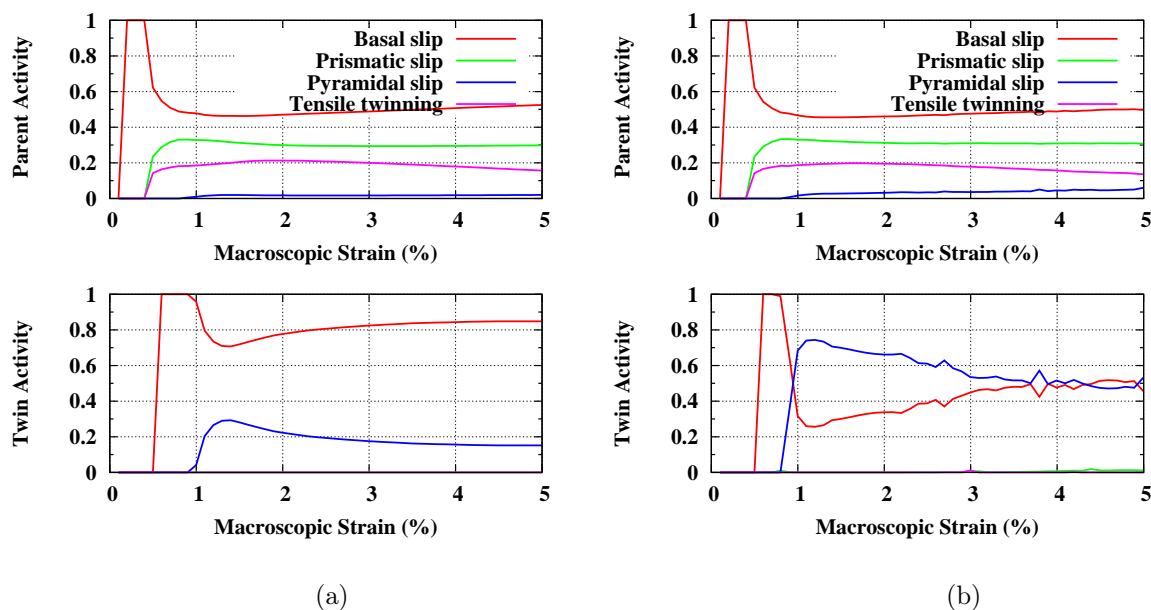 Parent Activity
1
0.8
0.6
0.4
0.2
0
Basal slip
Prismatic slip
Pyramidal slip
Tensile twinning
0 1 2 3 4 5
Macroscopic Strain (%)
Parent Activity
1
0.8
0.6
0.4
0.2
0
Basal slip
Prismatic slip
Pyramidal slip
Tensile twinning
0 1 2 3 4 5
Macroscopic Strain (%)
Twin Activity
1
0.8
0.6
0.4
0.2
0
0 1 2 3 4 5
Macroscopic Strain (%)
Twin Activity
1
0.8
0.6
0.4
0.2
0
0 1 2 3 4 5
Macroscopic Strain (%)
(a)
(b)